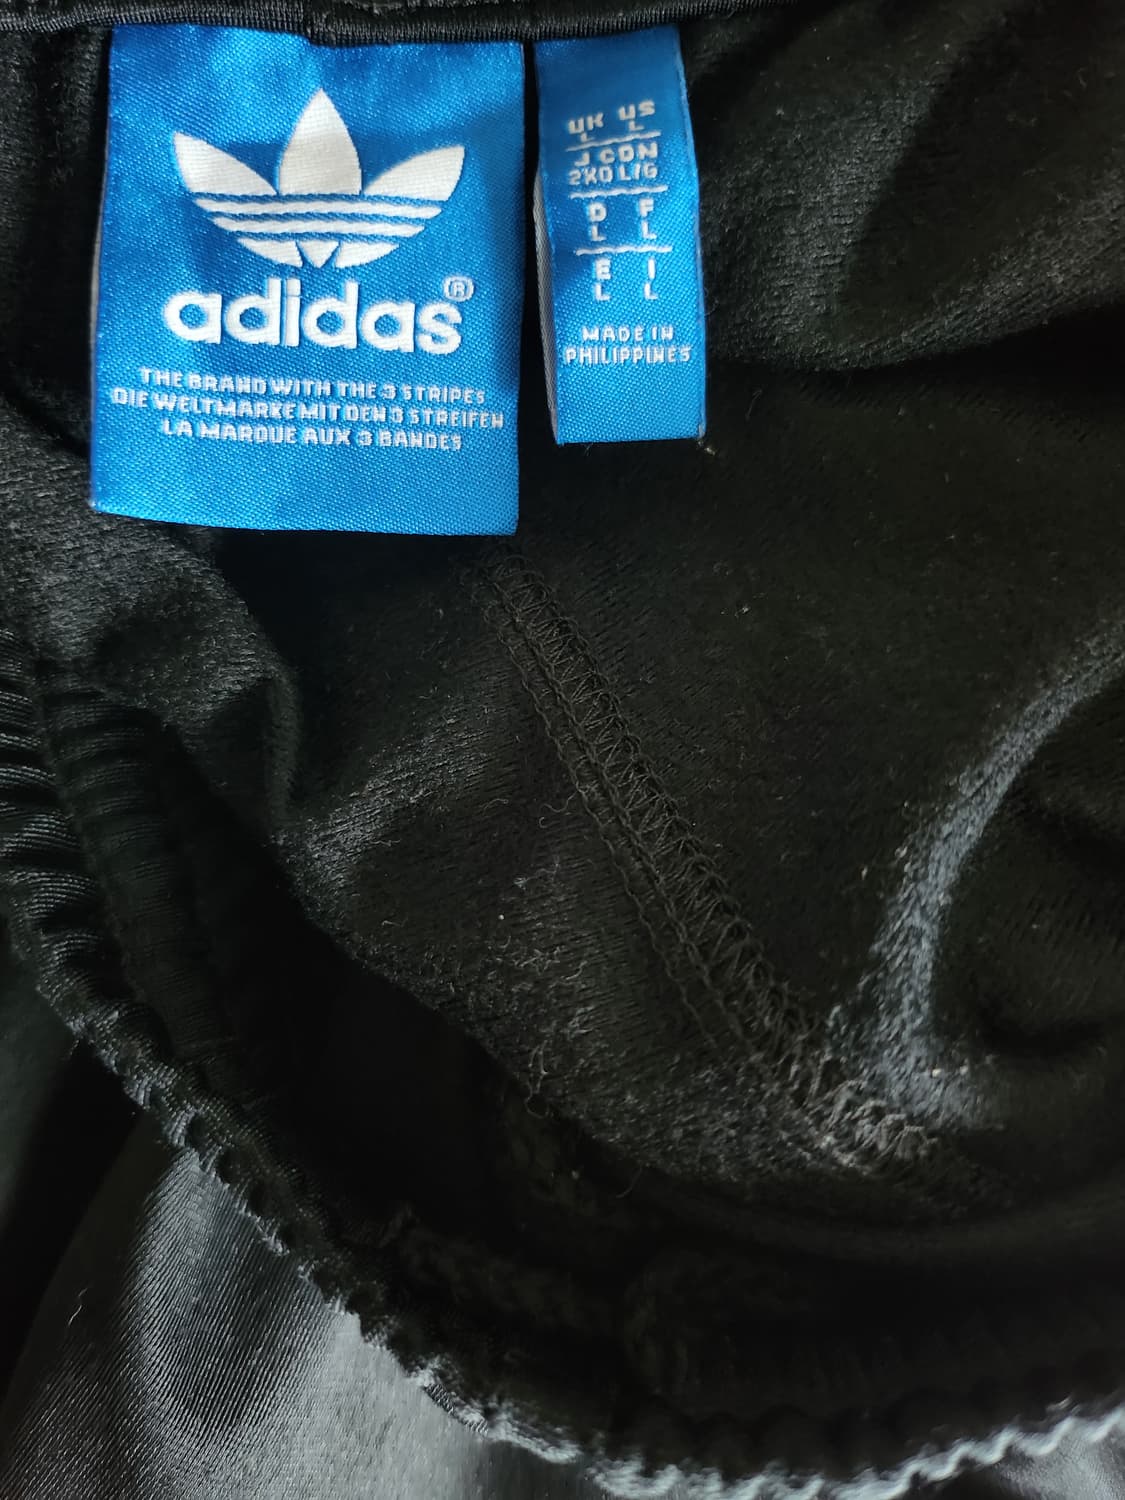 adidas®
THE BRAND WITH THE 3 STRIPES
DIE WELTMARKE MIT DEN 3 STREIFEN
LA MARQUE AUX 3 BANDES
UK US
L L
J CDN
2XO L/G
D F
L L
E I
L L
MADE IN
PHILIPPINES